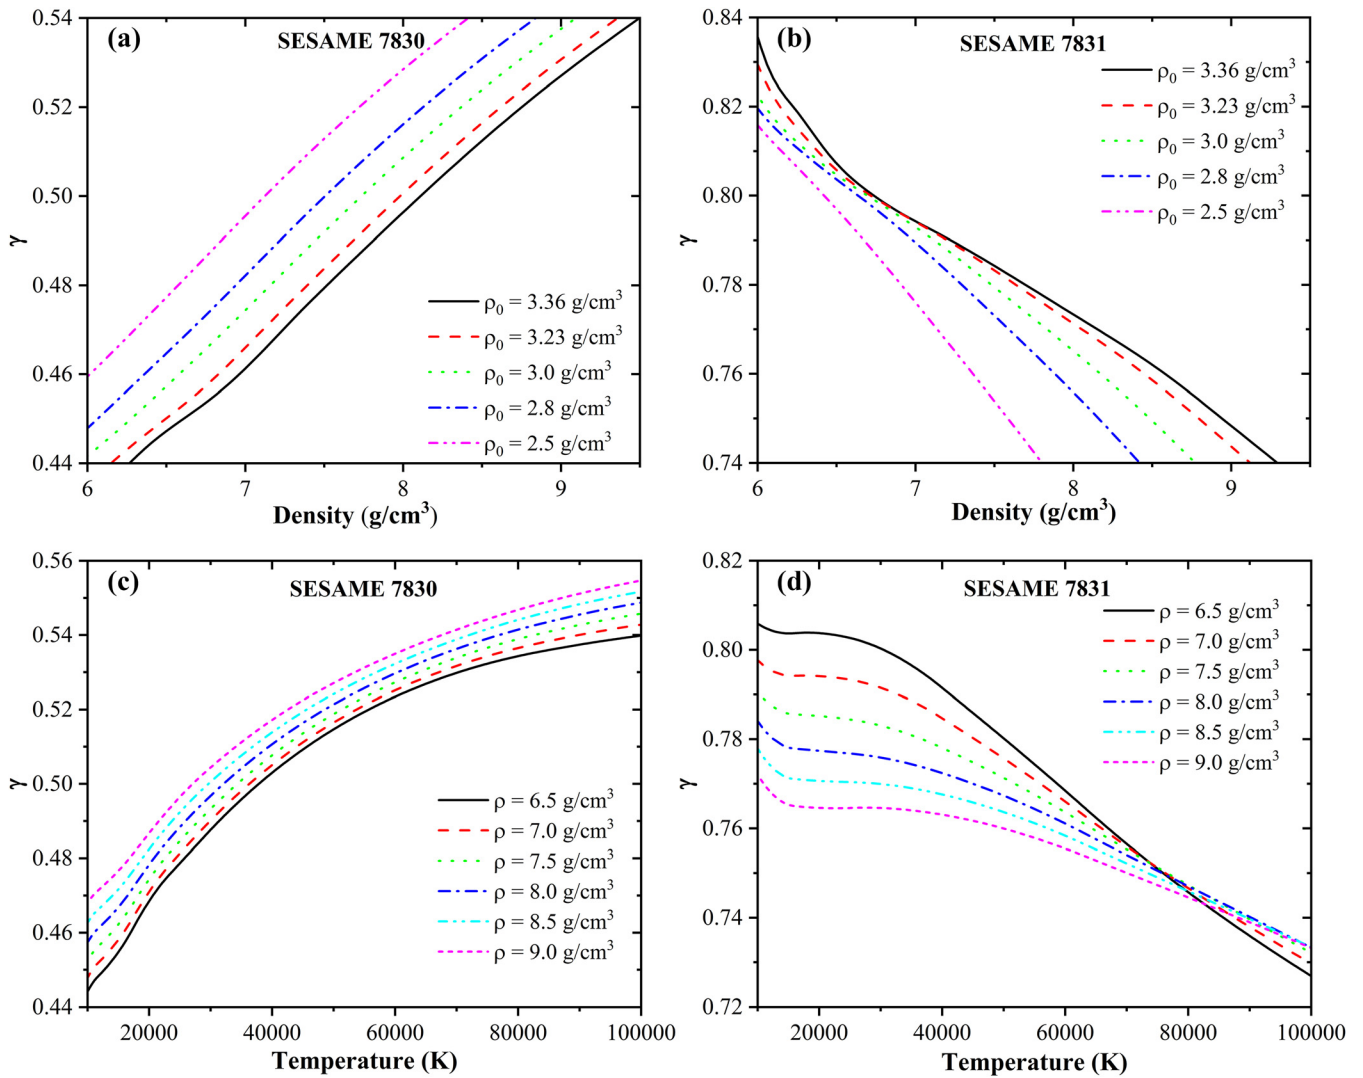 (a)
SESAME 7830
0.54
0.52
0.50
0.48
0.46
0.44
γ
ρ0 = 3.36 g/cm3
ρ0 = 3.23 g/cm3
ρ0 = 3.0 g/cm3
ρ0 = 2.8 g/cm3
ρ0 = 2.5 g/cm3
6 7 8 9
Density (g/cm3)
(b)
SESAME 7831
0.84
0.82
0.80
0.78
0.76
0.74
γ
ρ0 = 3.36 g/cm3
ρ0 = 3.23 g/cm3
ρ0 = 3.0 g/cm3
ρ0 = 2.8 g/cm3
ρ0 = 2.5 g/cm3
6 7 8 9
Density (g/cm3)
(c)
SESAME 7830
0.56
0.54
0.52
0.50
0.48
0.46
0.44
γ
ρ = 6.5 g/cm3
ρ = 7.0 g/cm3
ρ = 7.5 g/cm3
ρ = 8.0 g/cm3
ρ = 8.5 g/cm3
ρ = 9.0 g/cm3
20000 40000 60000 80000 100000
Temperature (K)
(d)
SESAME 7831
0.82
0.80
0.78
0.76
0.74
0.72
γ
ρ = 6.5 g/cm3
ρ = 7.0 g/cm3
ρ = 7.5 g/cm3
ρ = 8.0 g/cm3
ρ = 8.5 g/cm3
ρ = 9.0 g/cm3
20000 40000 60000 80000 100000
Temperature (K)